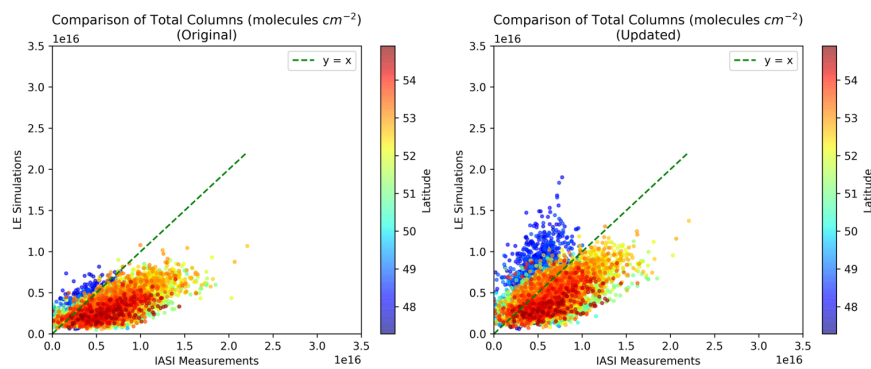 Comparison of Total Columns (molecules cm⁻²)
(Original)
1e16
3.5
3.0
2.5
2.0
1.5
1.0
0.5
0.0
LE Simulations
y = x
0.0 0.5 1.0 1.5 2.0 2.5 3.0 3.5
IASI Measurements
1e16
54
53
52
51
50
49
48
Latitude
Comparison of Total Columns (molecules cm⁻²)
(Updated)
1e16
3.5
3.0
2.5
2.0
1.5
1.0
0.5
0.0
LE Simulations
y = x
0.0 0.5 1.0 1.5 2.0 2.5 3.0 3.5
IASI Measurements
1e16
54
53
52
51
50
49
48
Latitude